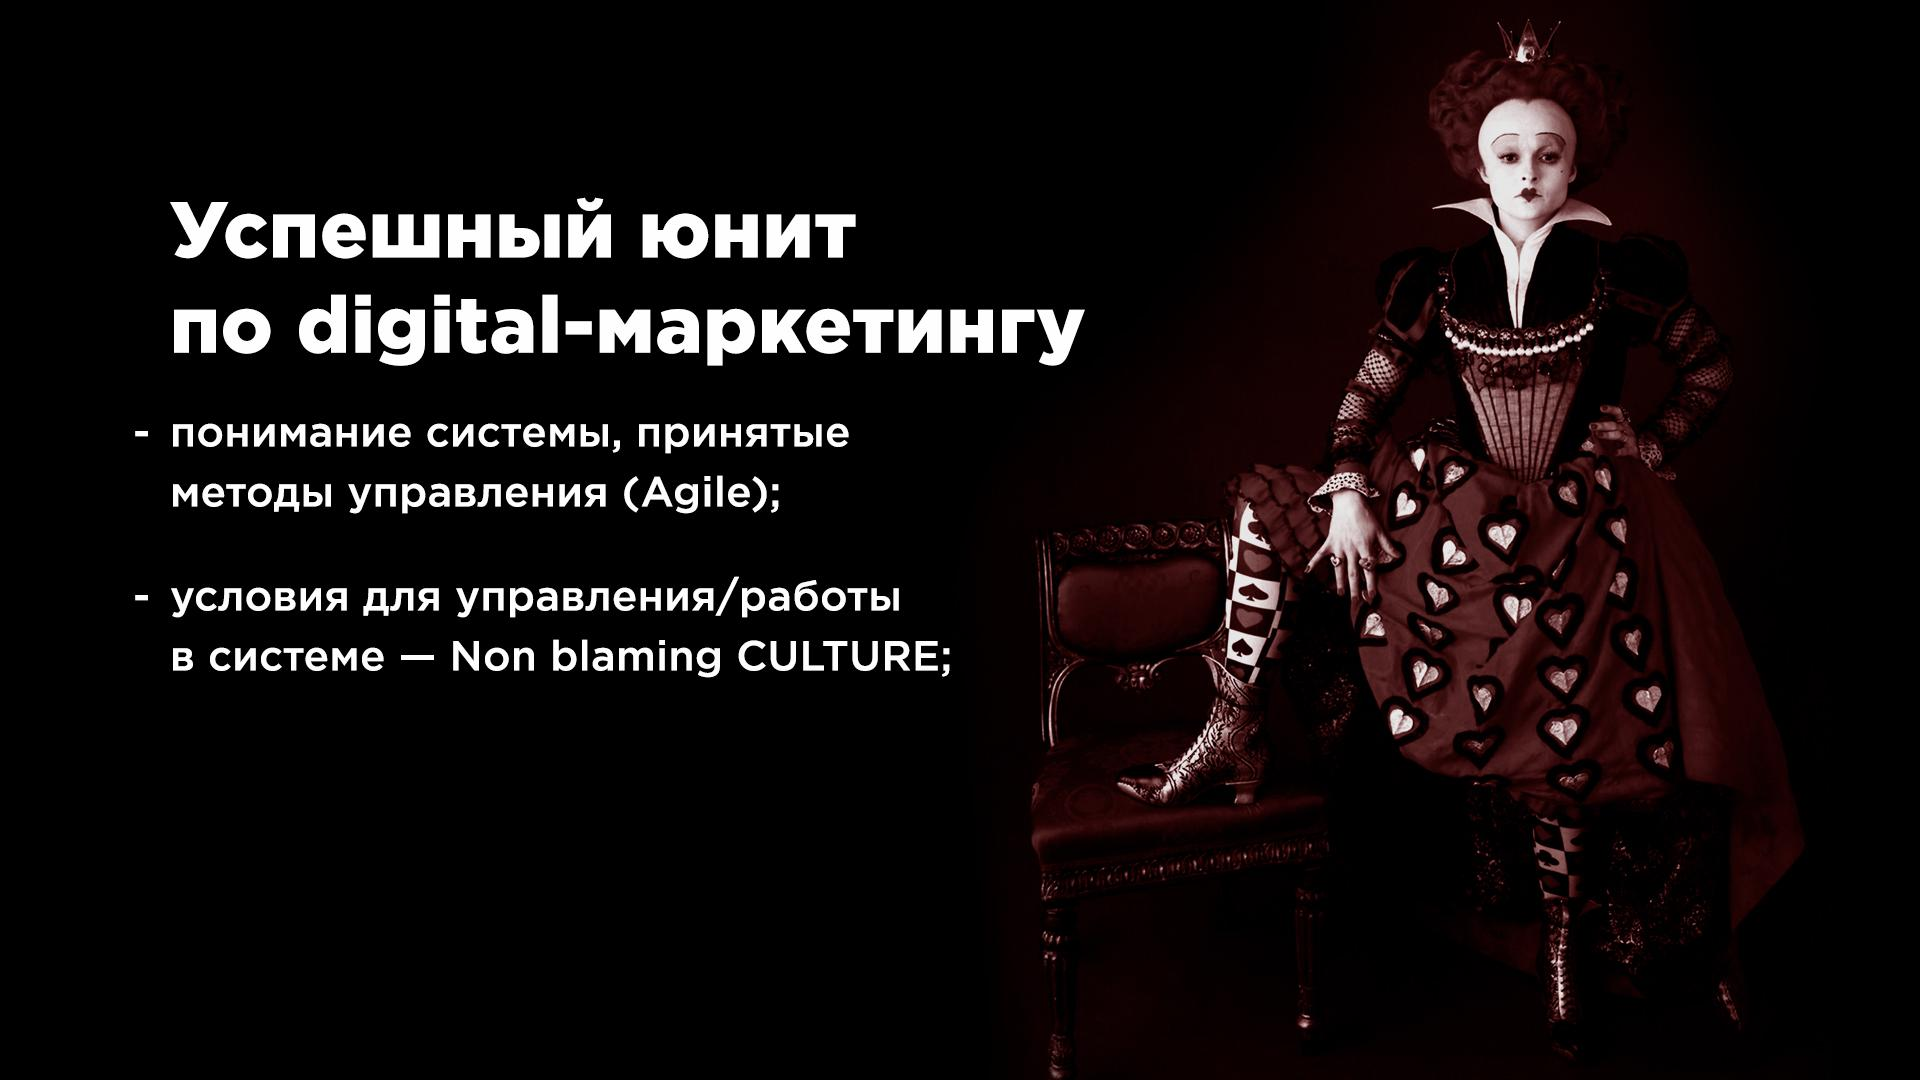 Успешный юнит
по digital-маркетингу
- понимание системы, принятые
методы управления (Agile);
- условия для управления/работы
в системе — Non blaming CULTURE;